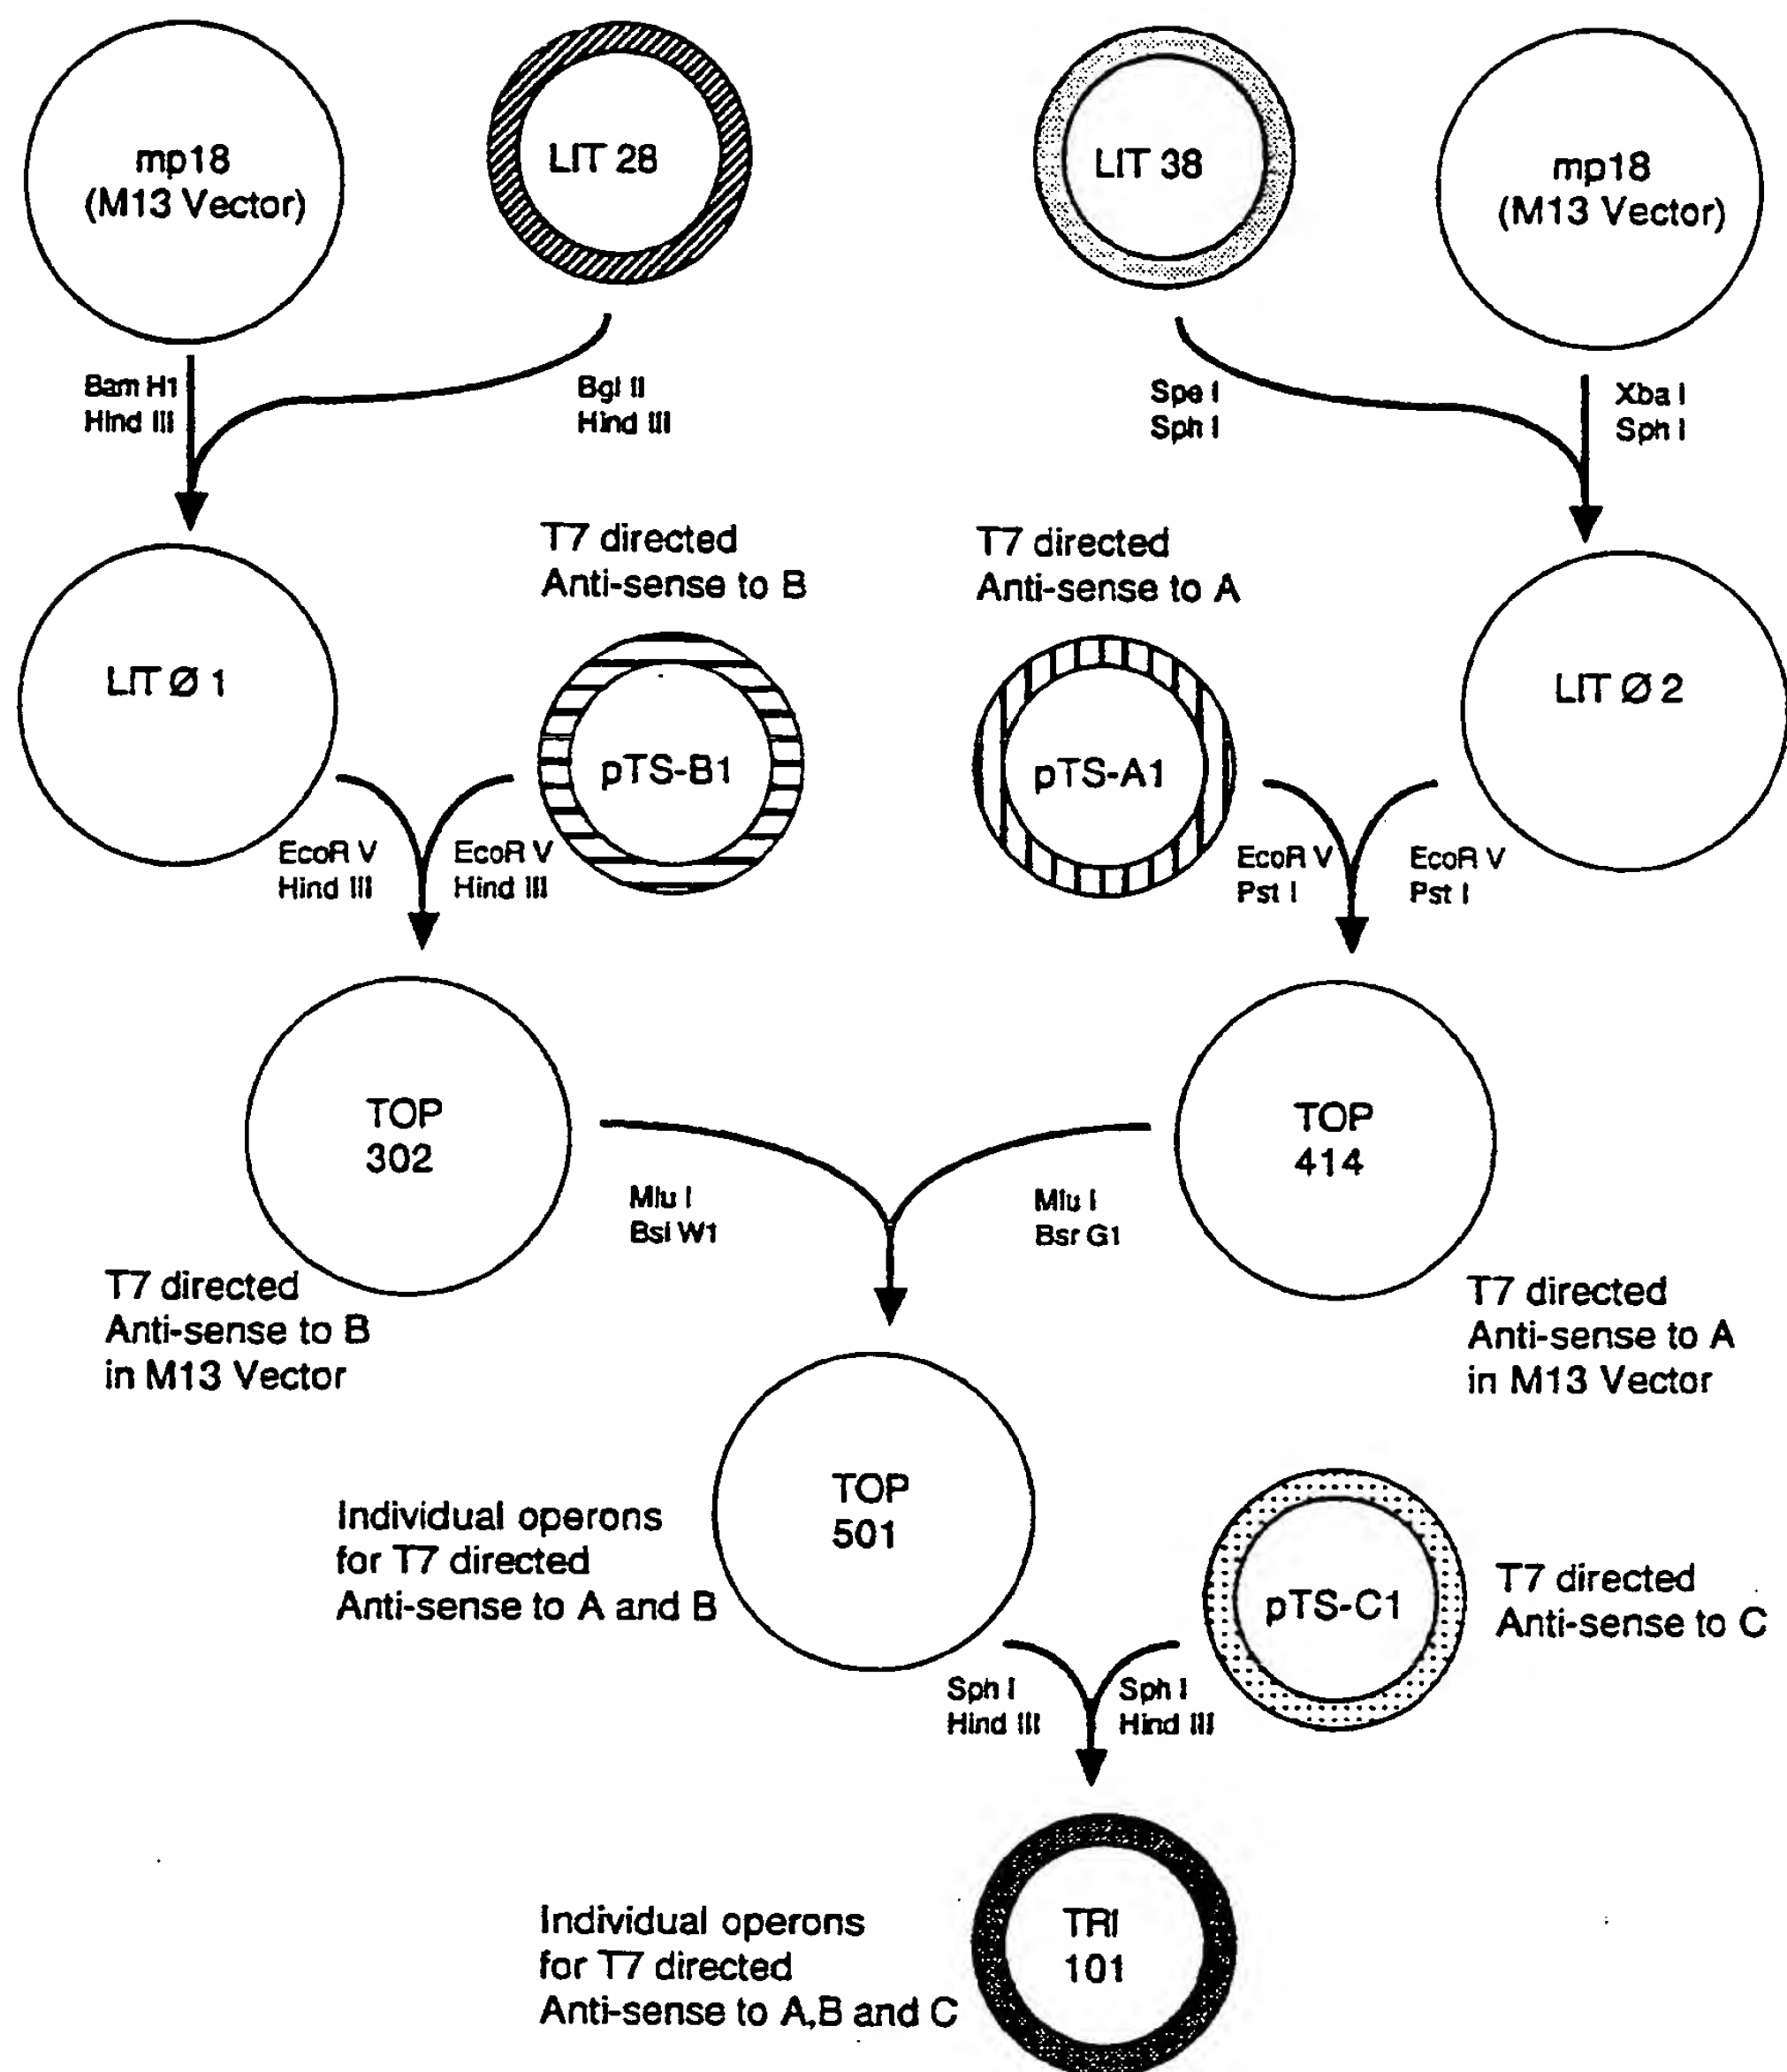 mp18
(M13 Vector)
LIT 28
LIT 38
mp18
(M13 Vector)
Bam H1
Hind III
Bgl II
Hind III
Spe I
Sph I
Xba I
Sph I
T7 directed
Anti-sense to B
T7 directed
Anti-sense to A
LIT Ø 1
pTS-B1
pTS-A1
LIT Ø 2
EcoR V
Hind III
EcoR V
Hind III
EcoR V
Pst I
EcoR V
Pst I
TOP
302
TOP
414
Mlu I
Bsi W1
Mlu I
Bsr G1
T7 directed
Anti-sense to B
in M13 Vector
T7 directed
Anti-sense to A
in M13 Vector
TOP
501
Individual operons
for T7 directed
Anti-sense to A and B
pTS-C1
T7 directed
Anti-sense to C
Sph I
Hind III
Sph I
Hind III
TRI
101
Individual operons
for T7 directed
Anti-sense to A,B and C